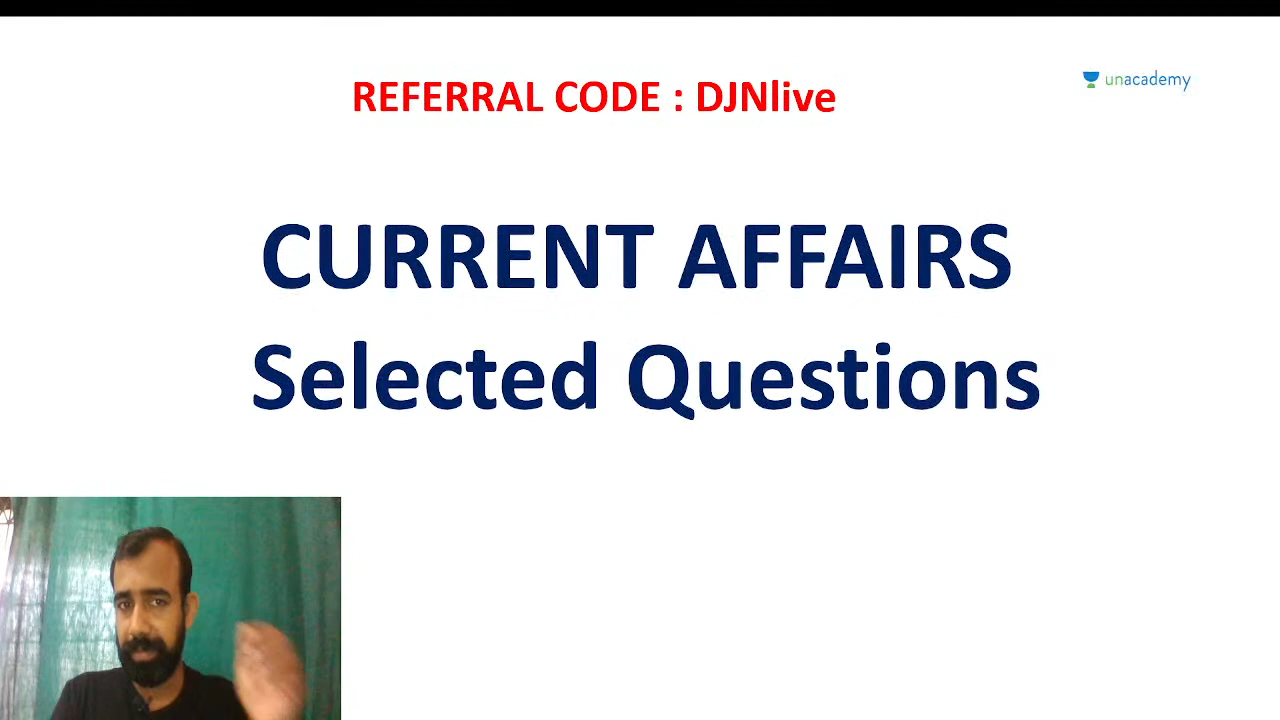 REFERRAL CODE : DJNlive
unacademy
CURRENT AFFAIRS
Selected Questions